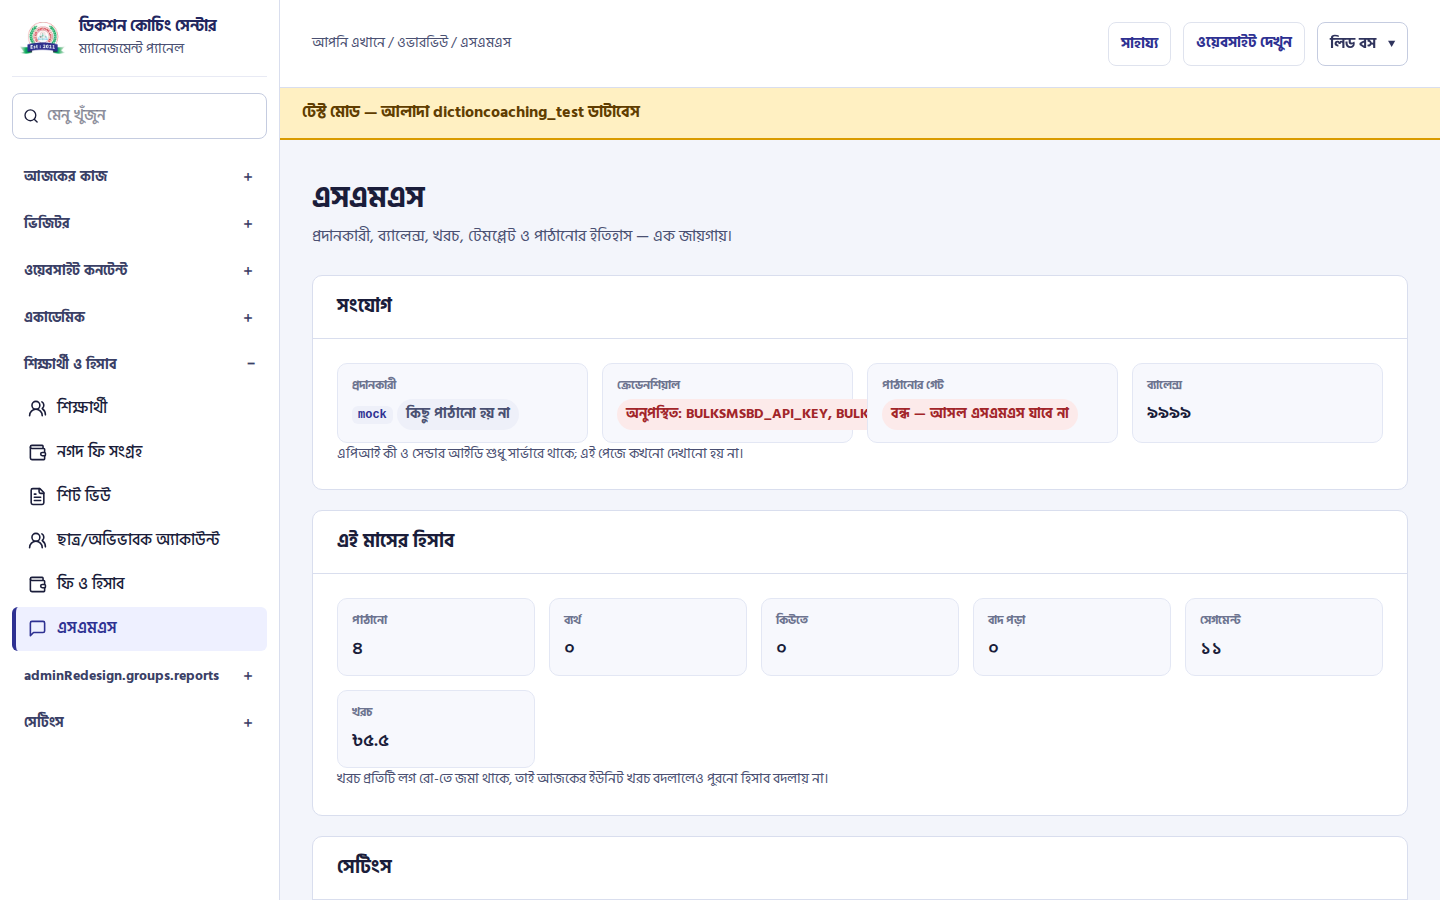 ডিকশন কোচিং সেন্টার
ম্যানেজমেন্ট প্যানেল
Est : 2011
মেনু খুঁজুন
আজকের কাজ +
ভিজিটর +
ওয়েবসাইট কনটেন্ট +
একাডেমিক +
শিক্ষার্থী ও হিসাব −
শিক্ষার্থী
নগদ ফি সংগ্রহ
শিট ভিউ
ছাত্র/অভিভাবক অ্যাকাউন্ট
ফি ও হিসাব
এসএমএস
adminRedesign.groups.reports +
সেটিংস +
আপনি এখানে / ওভারভিউ / এসএমএস
সাহায্য
ওয়েবসাইট দেখুন
লিড বস ▾
টেস্ট মোড — আলাদা dictioncoaching_test ডাটাবেস
এসএমএস
প্রদানকারী, ব্যালেন্স, খরচ, টেমপ্লেট ও পাঠানোর ইতিহাস — এক জায়গায়।
সংযোগ
প্রদানকারী
mock কিছু পাঠানো হয় না
ক্রেডেনশিয়াল
অনুপস্থিত: BULKSMSBD_API_KEY, BULK
পাঠানোর গেট
বন্ধ — আসল এসএমএস যাবে না
ব্যালেন্স
৯৯৯৯
এপিআই কী ও সেন্ডার আইডি শুধু সার্ভারে থাকে; এই পেজে কখনো দেখানো হয় না।
এই মাসের হিসাব
পাঠানো
৪
ব্যর্থ
০
কিউতে
০
বাদ পড়া
০
সেগমেন্ট
১১
খরচ
৳৫.৫
খরচ প্রতিটি লগ রো-তে জমা থাকে, তাই আজকের ইউনিট খরচ বদলালেও পুরনো হিসাব বদলায় না।
সেটিংস